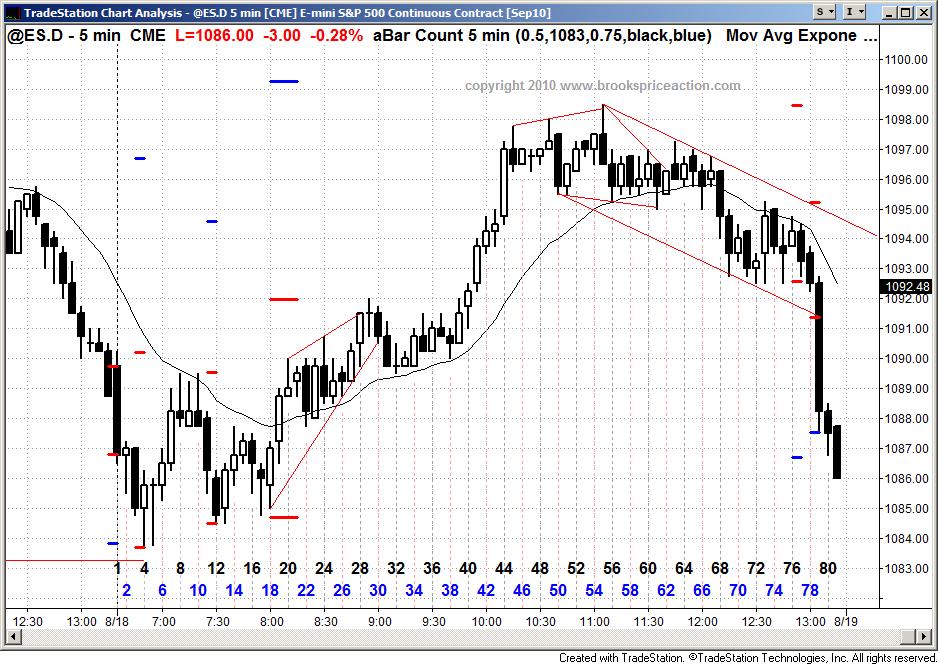 TradeStation Chart Analysis - @ES.D 5 min [CME] E-mini S&P 500 Continuous Contract [Sep10]
S I
@ES.D - 5 min CME L=1086.00 -3.00 -0.28% aBar Count 5 min (0.5,1083,0.75,black,blue) Mov Avg Expone ...
copyright 2010 www.brookspriceaction.com
1100.00
1099.00
1098.00
1097.00
1096.00
1095.00
1094.00
1093.00
1092.48
1092.00
1091.00
1090.00
1089.00
1088.00
1087.00
1086.00
1085.00
1084.00
1083.00
1 4 8 12 16 20 24 28 32 36 40 44 48 52 56 60 64 68 72 76 80
2 6 10 14 18 22 26 30 34 38 42 46 50 54 58 62 66 70 74 78
12:30 13:00 8/18 7:00 7:30 8:00 8:30 9:00 9:30 10:00 10:30 11:00 11:30 12:00 12:30 13:00 8/19
Created with TradeStation. ©TradeStation Technologies, Inc. All rights reserved.